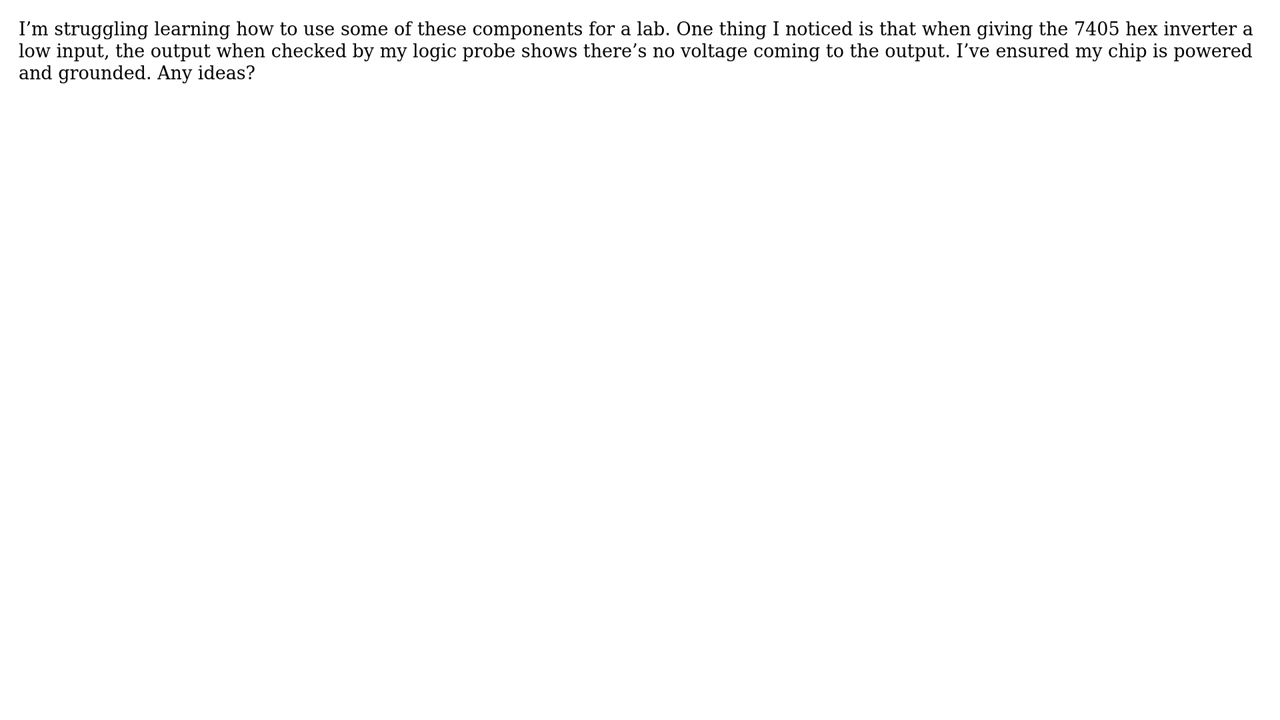 I’m struggling learning how to use some of these components for a lab. One thing I noticed is that when giving the 7405 hex inverter a
low input, the output when checked by my logic probe shows there’s no voltage coming to the output. I’ve ensured my chip is powered
and grounded. Any ideas?